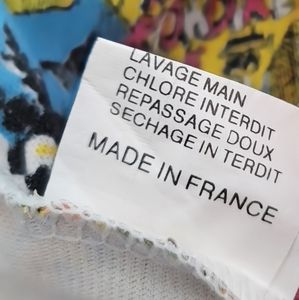 LAVAGE MAIN
CHLORE INTERDIT
REPASSAGE DOUX
SECHAGE IN TERDIT
MADE IN FRANCE